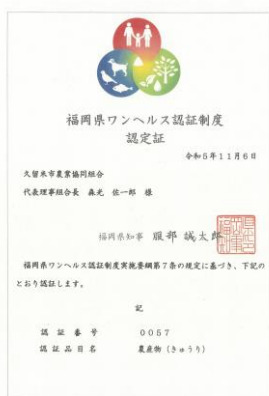 福岡県ワンヘルス認証制度
認定証
令和5年11月6日
久留米市農業協同組合
代表理事組合長 森光 佐一郎 様
福岡県知事 服部 誠太郎
福岡県ワンヘルス認証制度実施要綱第7条の規定に基づき、下記の
とおり認証します。
記
認証番号 0057
認証品目名 農産物（きゅうり）